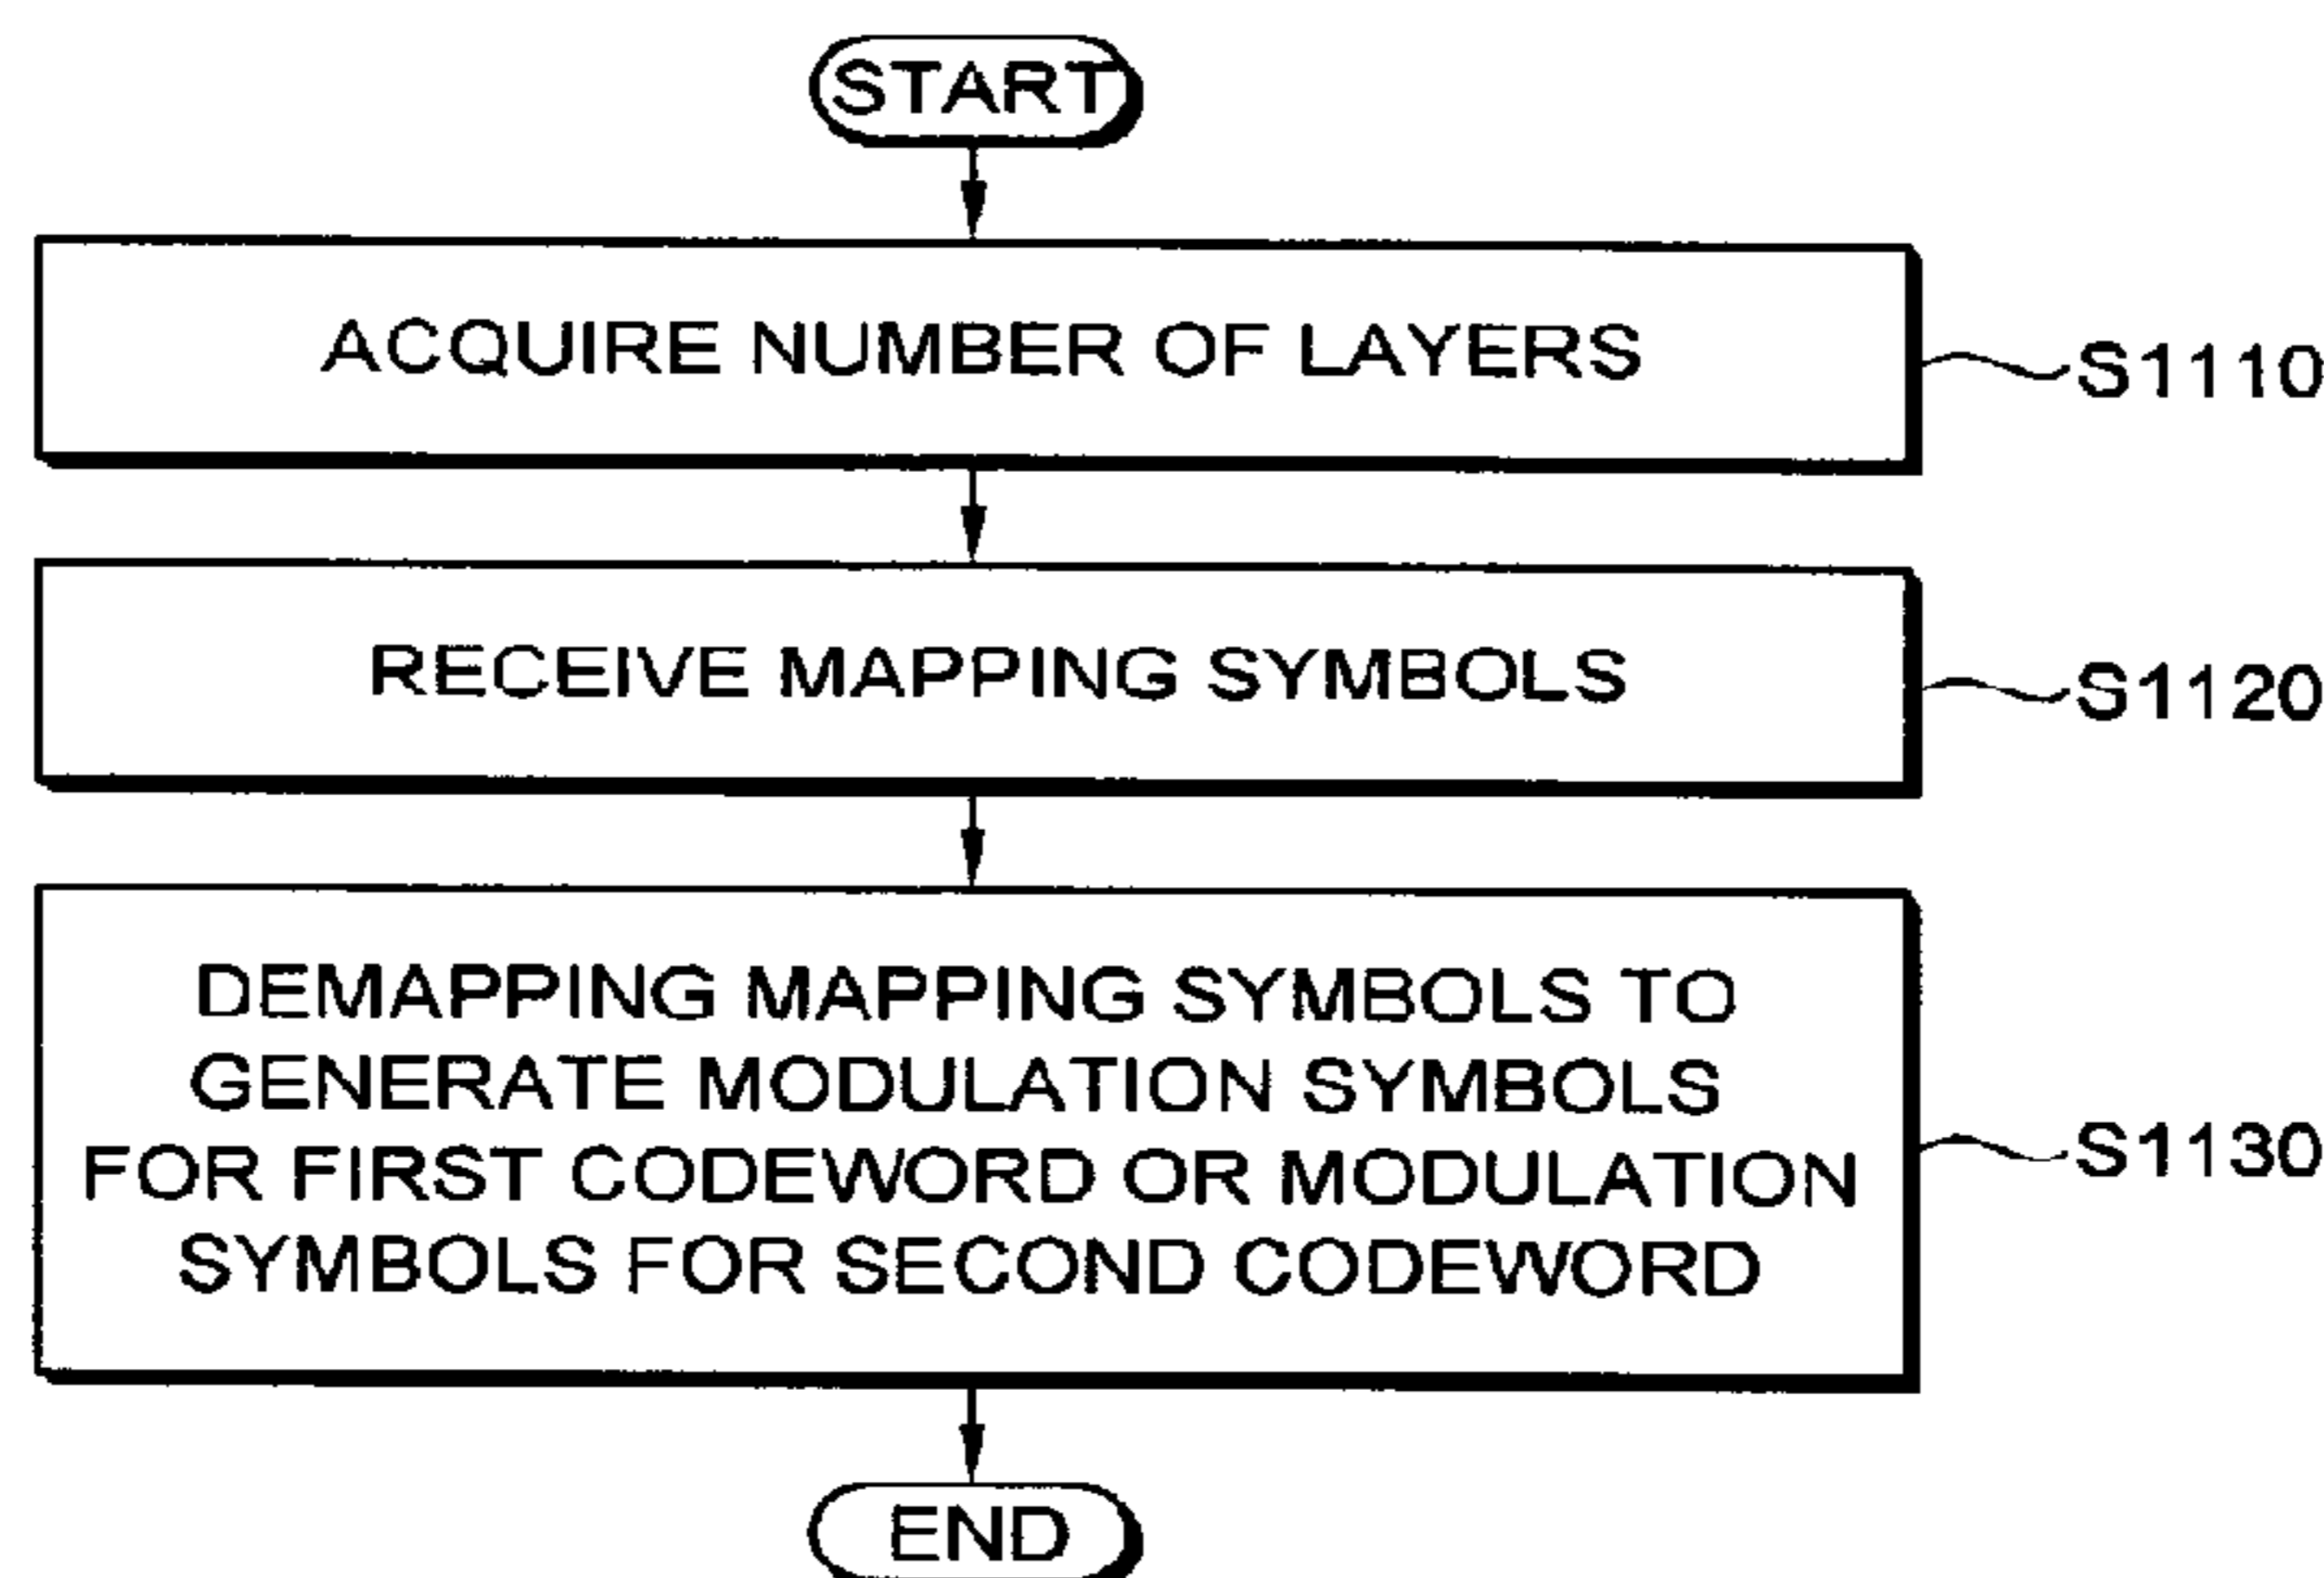 START
ACQUIRE NUMBER OF LAYERS
S1110
RECEIVE MAPPING SYMBOLS
S1120
DEMAPPING MAPPING SYMBOLS TO
GENERATE MODULATION SYMBOLS
FOR FIRST CODEWORD OR MODULATION
SYMBOLS FOR SECOND CODEWORD
S1130
END